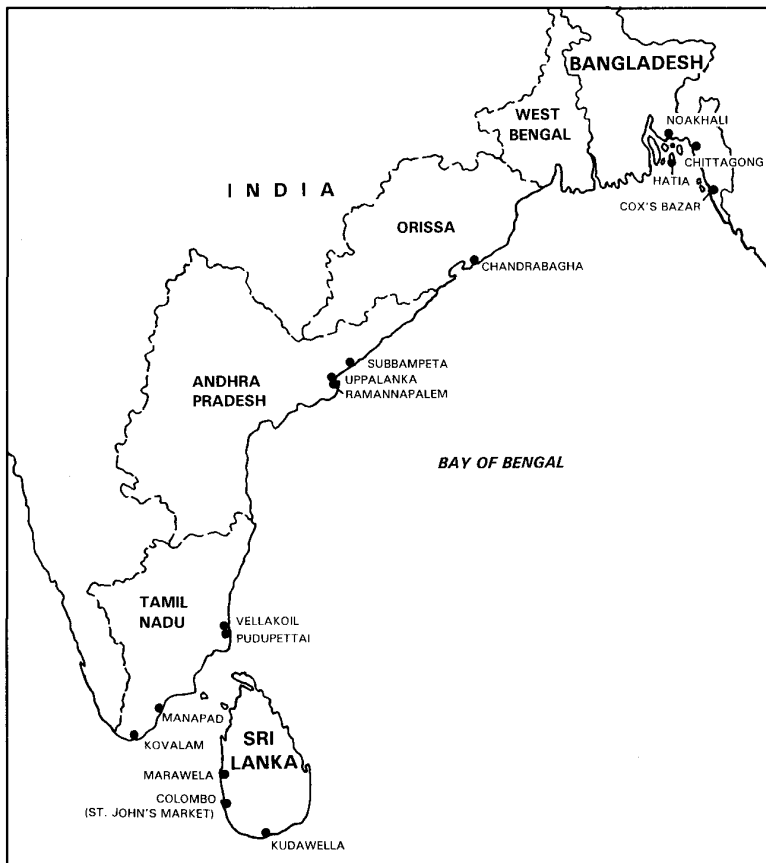 BANGLADESH
WEST
BENGAL
NOAKHALI
CHITTAGONG
HATIA
COX'S BAZAR
INDIA
ORISSA
CHANDRABAGHA
SUBBAMPETA
UPPALANKA
RAMANNAPALEM
ANDHRA
PRADESH
BAY OF BENGAL
TAMIL
NADU
VELLAKOIL
PUDUPETTAI
MANAPAD
KOVALAM
SRI
LANKA
MARAWELA
COLOMBO
(ST. JOHN'S MARKET)
KUDAWELLA